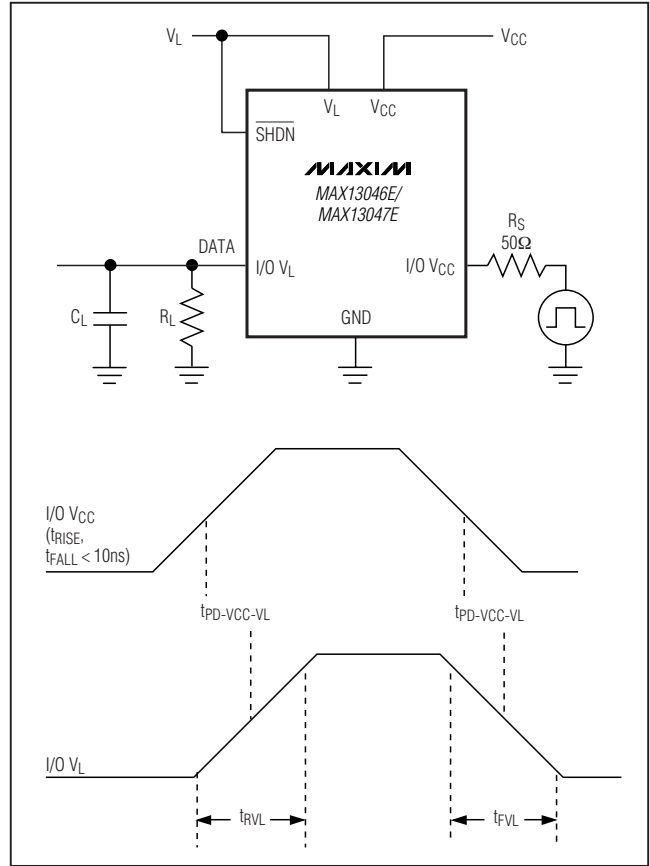 VL
VCC
VL VCC
SHDN
MAXIM
MAX13046E/
MAX13047E
RS
50Ω
DATA
I/O VL
I/O VCC
CL
RL
GND
I/O VCC
(tRISE,
tFALL < 10ns)
tPD-VCC-VL
tPD-VCC-VL
I/O VL
tRVL
tFVL